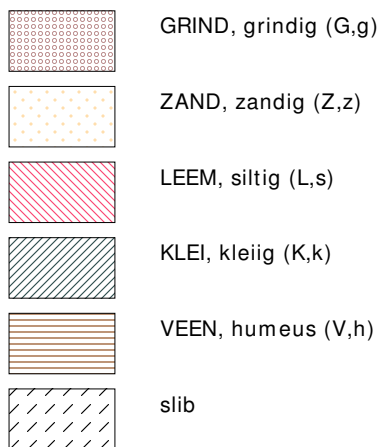 GRIND, grindig (G,g)
ZAND, zandig (Z,z)
LEEM, siltig (L,s)
KLEI, kleiig (K,k)
VEEN, humeus (V,h)
slib